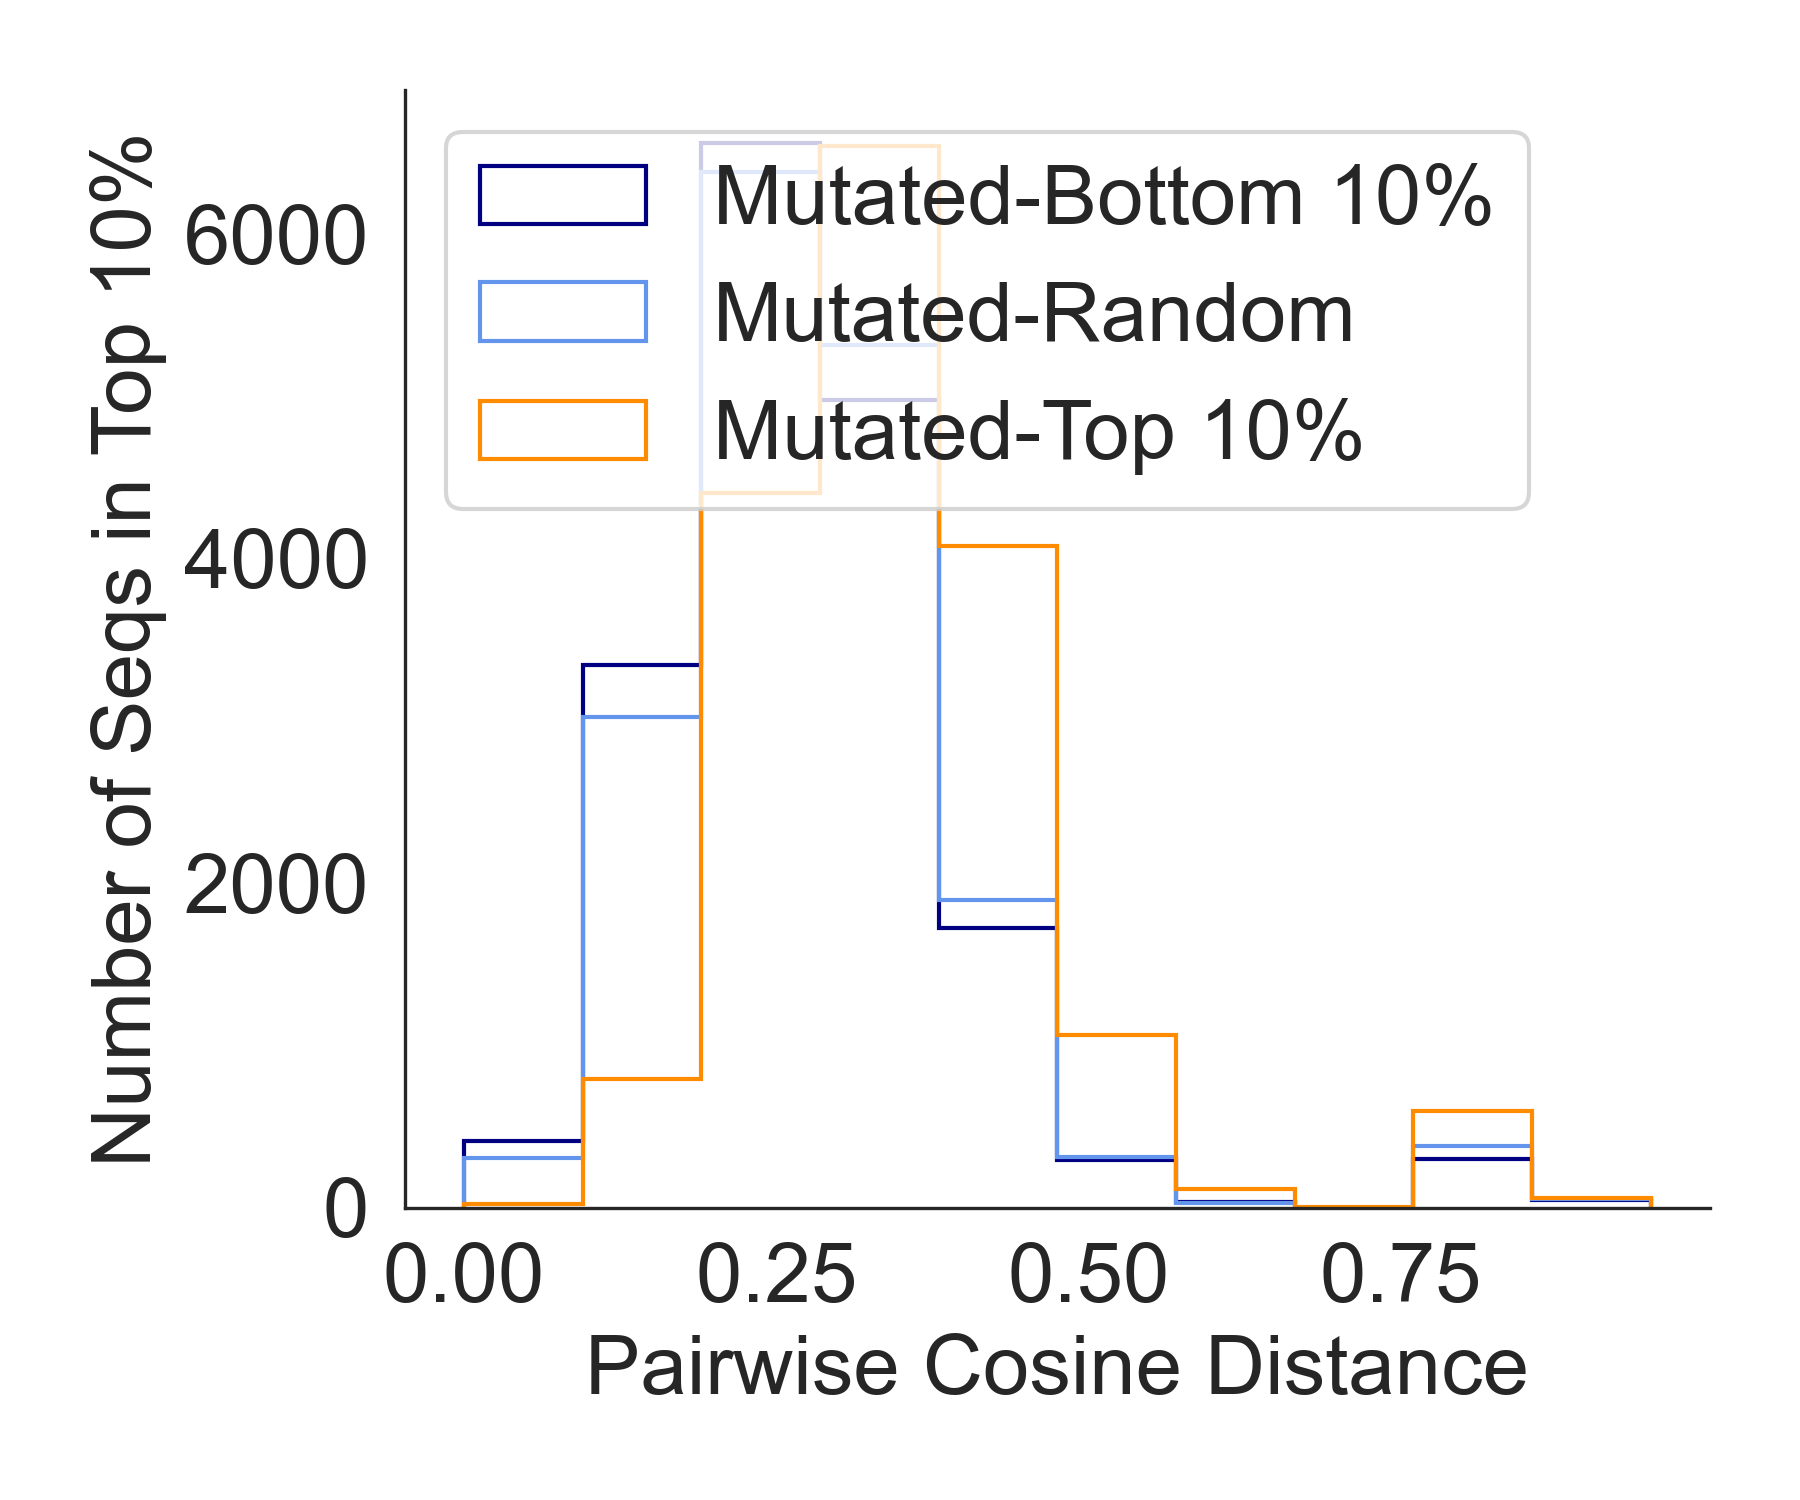 Number of Seqs in Top 10%
6000
4000
2000
0
Mutated-Bottom 10%
Mutated-Random
Mutated-Top 10%
0.00 0.25 0.50 0.75
Pairwise Cosine Distance